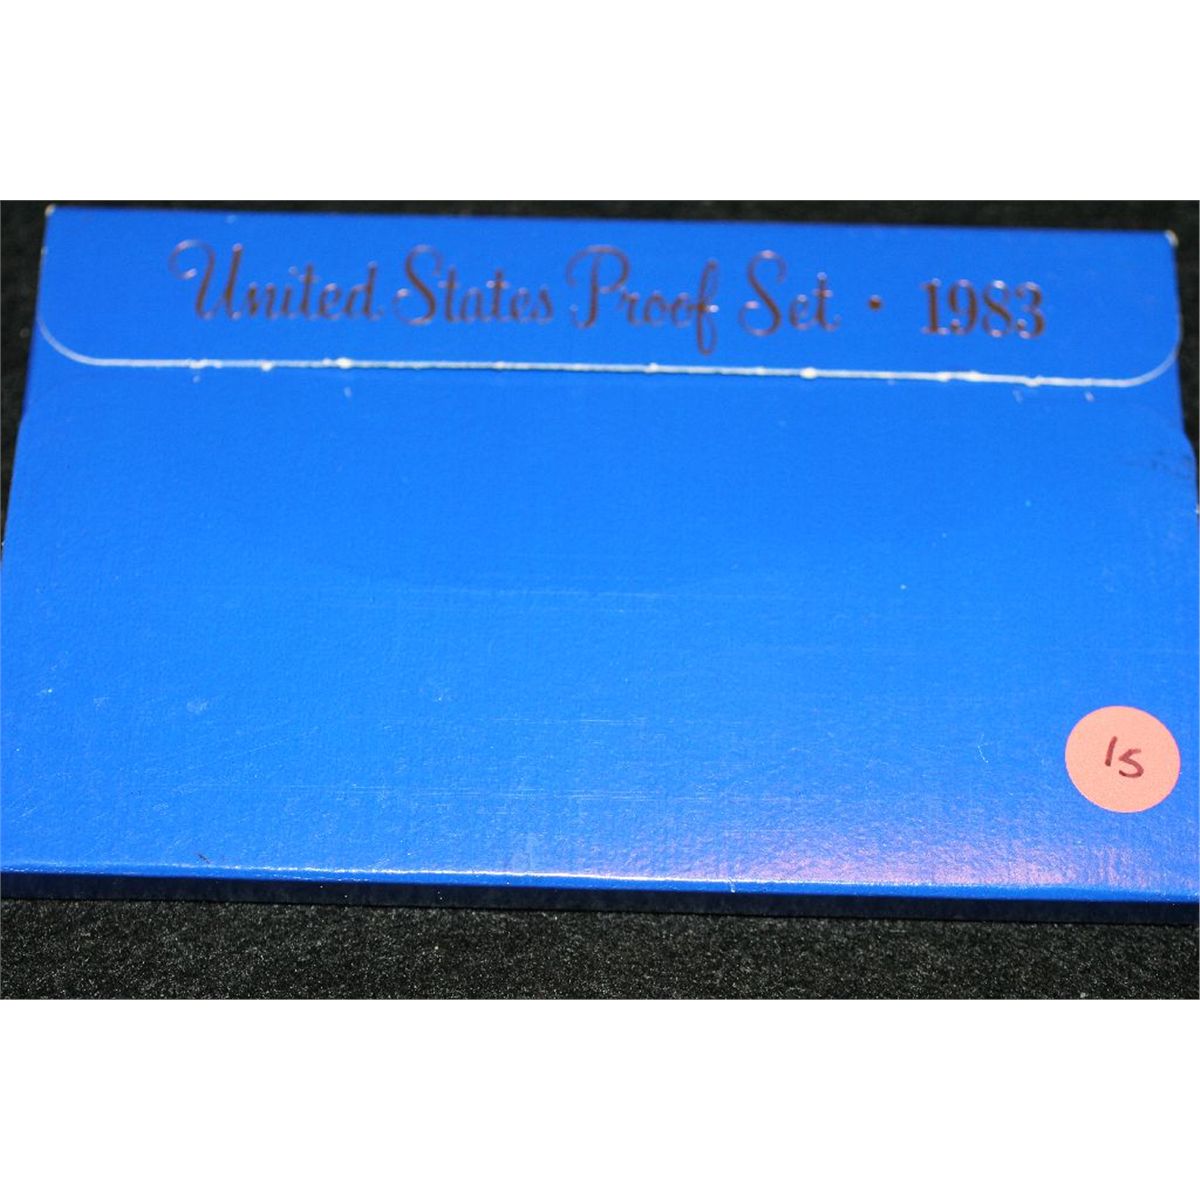 United States Proof Set • 1983
15